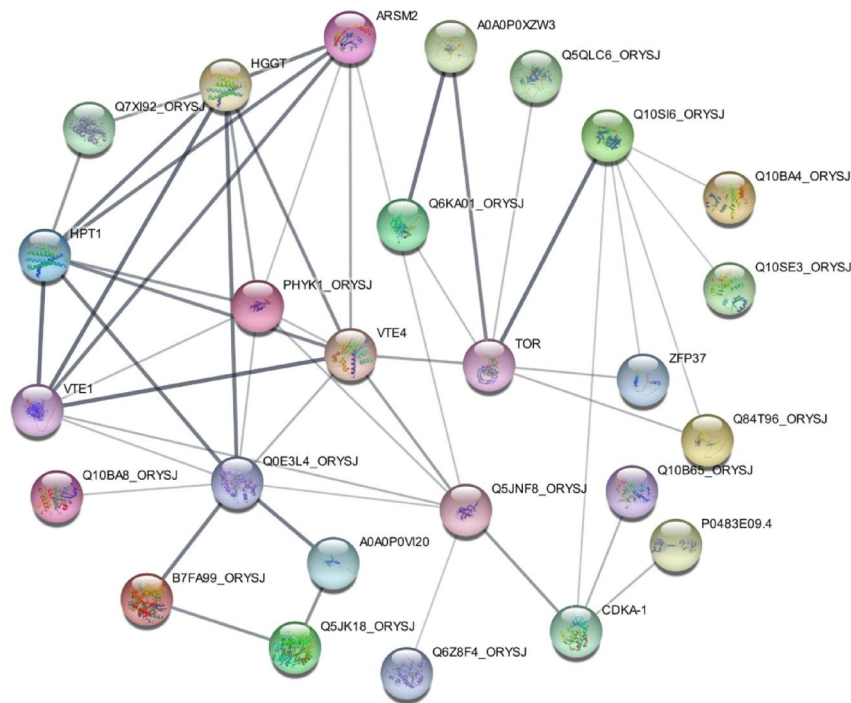 ARSM2
A0A0P0XZW3
Q5QLC6_ORYSJ
HGGT
Q7XI92_ORYSJ
Q10SI6_ORYSJ
Q10BA4_ORYSJ
Q6KA01_ORYSJ
HPT1
Q10SE3_ORYSJ
PHYK1_ORYSJ
VTE4
TOR
ZFP37
VTE1
Q84T96_ORYSJ
Q0E3L4_ORYSJ
Q10BA8_ORYSJ
Q10B65_ORYSJ
Q5JNF8_ORYSJ
P0483E09.4
A0A0P0VI20
B7FA99_ORYSJ
CDKA-1
Q5JK18_ORYSJ
Q6Z8F4_ORYSJ